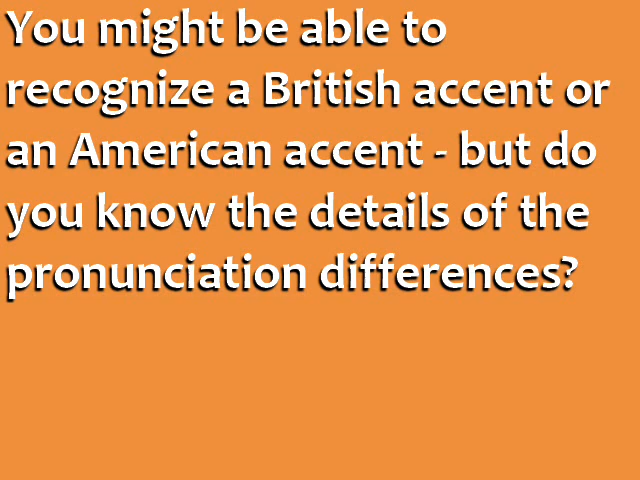 You might be able to
recognize a British accent or
an American accent - but do
you know the details of the
pronunciation differences?